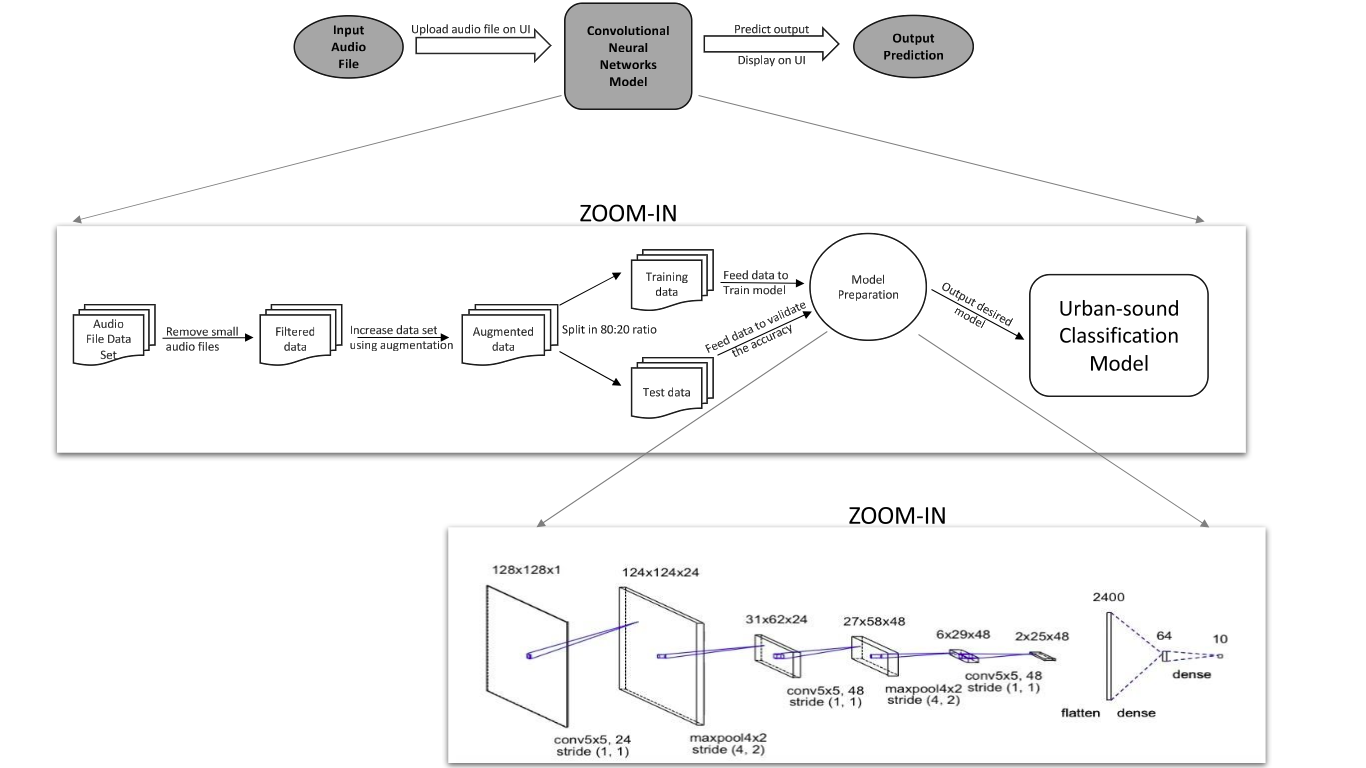 Input
Audio
File
Upload audio file on UI
Convolutional
Neural
Networks
Model
Predict output
Display on UI
Output
Prediction
ZOOM-IN
Audio
File Data
Set
Remove small
audio files
Filtered
data
Increase data set
using augmentation
Augmented
data
Split in 80:20 ratio
Training
data
Test data
Feed data to
Train model
Feed data to validate
the accuracy
Model
Preparation
Output desired
model
Urban-sound
Classification
Model
ZOOM-IN
128x128x1
124x124x24
31x62x24
27x58x48
6x29x48
2x25x48
2400
64
10
conv5x5, 24
stride (1, 1)
maxpool4x2
stride (4, 2)
conv5x5, 48
stride (1, 1)
maxpool4x2
stride (4, 2)
conv5x5, 48
stride (1, 1)
flatten
dense
dense